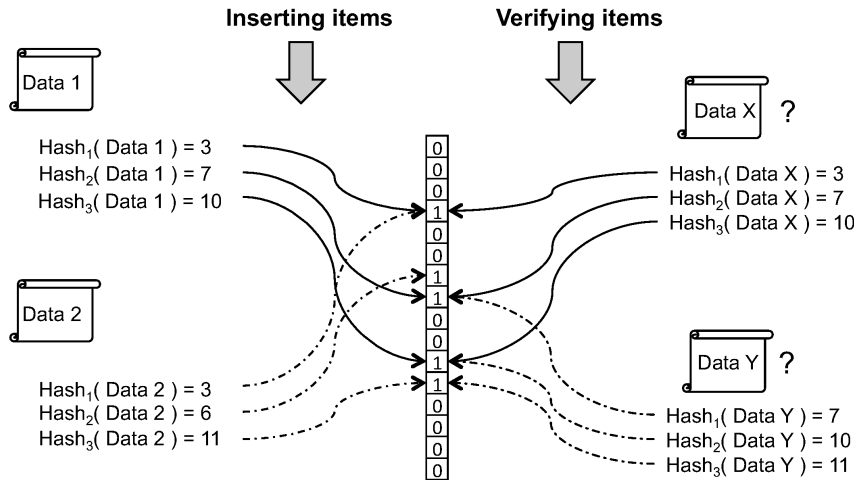 Inserting items
Verifying items
Data 1
Hash1( Data 1 ) = 3
Hash2( Data 1 ) = 7
Hash3( Data 1 ) = 10
Data 2
Hash1( Data 2 ) = 3
Hash2( Data 2 ) = 6
Hash3( Data 2 ) = 11
0
0
0
1
0
0
1
1
0
0
1
1
0
0
0
0
Data X ?
Hash1( Data X ) = 3
Hash2( Data X ) = 7
Hash3( Data X ) = 10
Data Y ?
Hash1( Data Y ) = 7
Hash2( Data Y ) = 10
Hash3( Data Y ) = 11